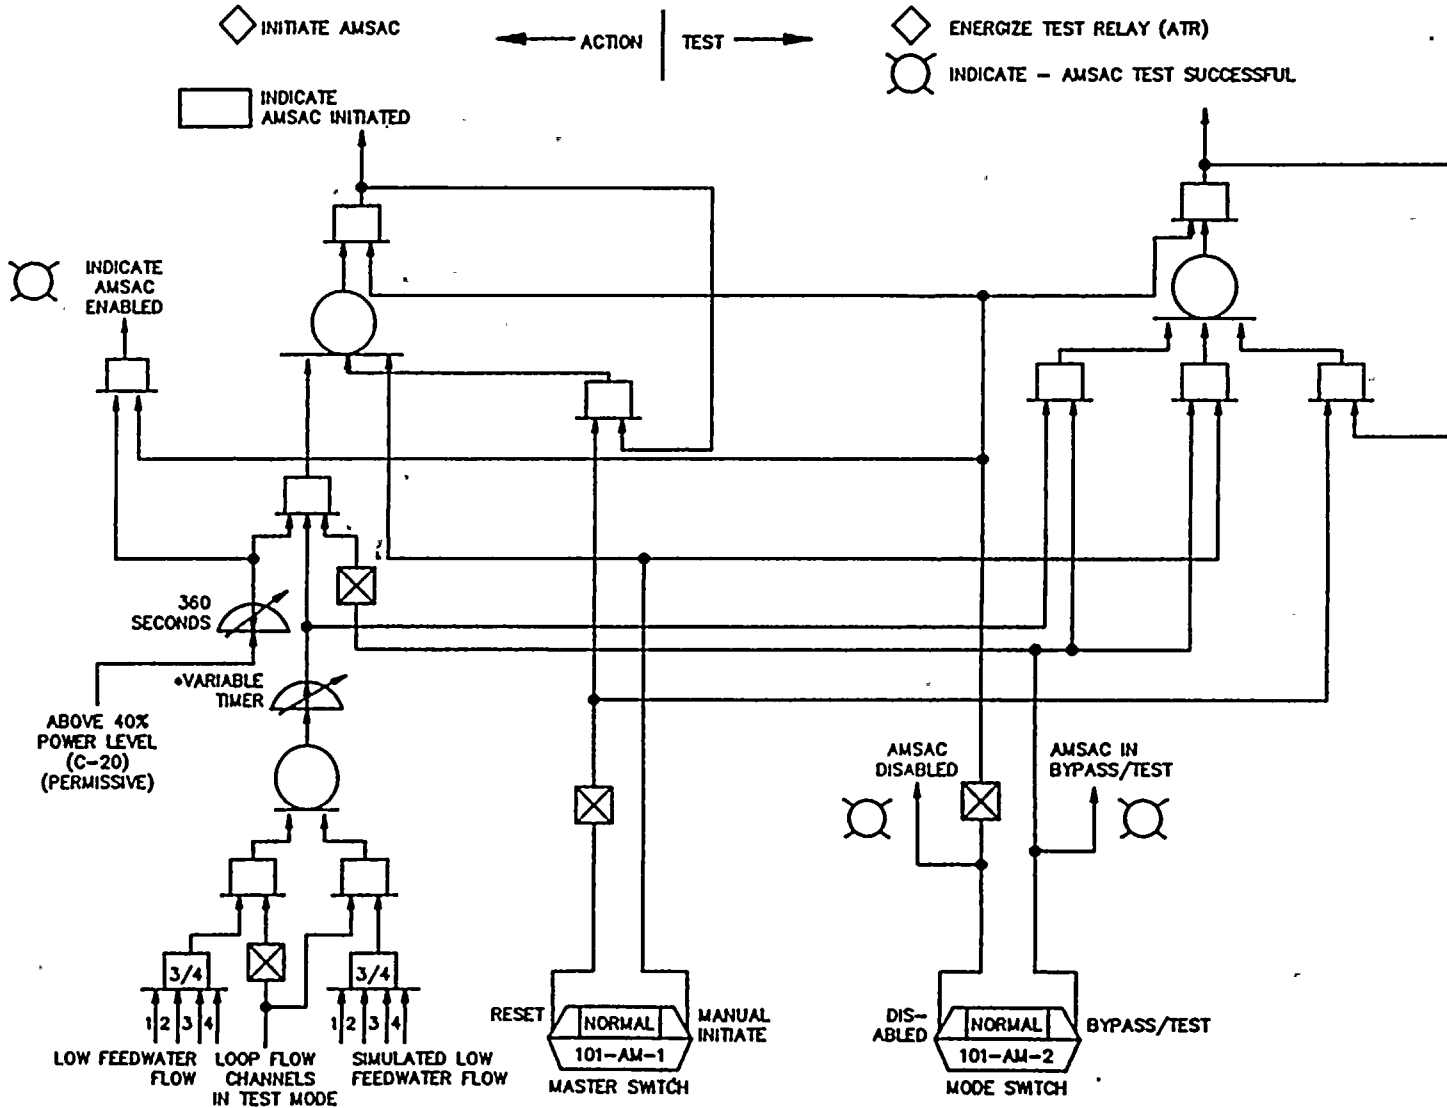 INITIATE AMSAC
ACTION
TEST
ENERGIZE TEST RELAY (ATR)
INDICATE - AMSAC TEST SUCCESSFUL
INDICATE
AMSAC INITIATED
INDICATE
AMSAC
ENABLED
360
SECONDS
*VARIABLE
TIMER
ABOVE 40%
POWER LEVEL
(C-20)
(PERMISSIVE)
AMSAC
DISABLED
AMSAC IN
BYPASS/TEST
3/4
3/4
1 2 3 4
1 2 3 4
LOW FEEDWATER
FLOW
LOOP FLOW
CHANNELS
IN TEST MODE
SIMULATED LOW
FEEDWATER FLOW
RESET
NORMAL
MANUAL
INITIATE
101-AM-1
MASTER SWITCH
DIS-
ABLED
NORMAL
BYPASS/TEST
101-AM-2
MODE SWITCH